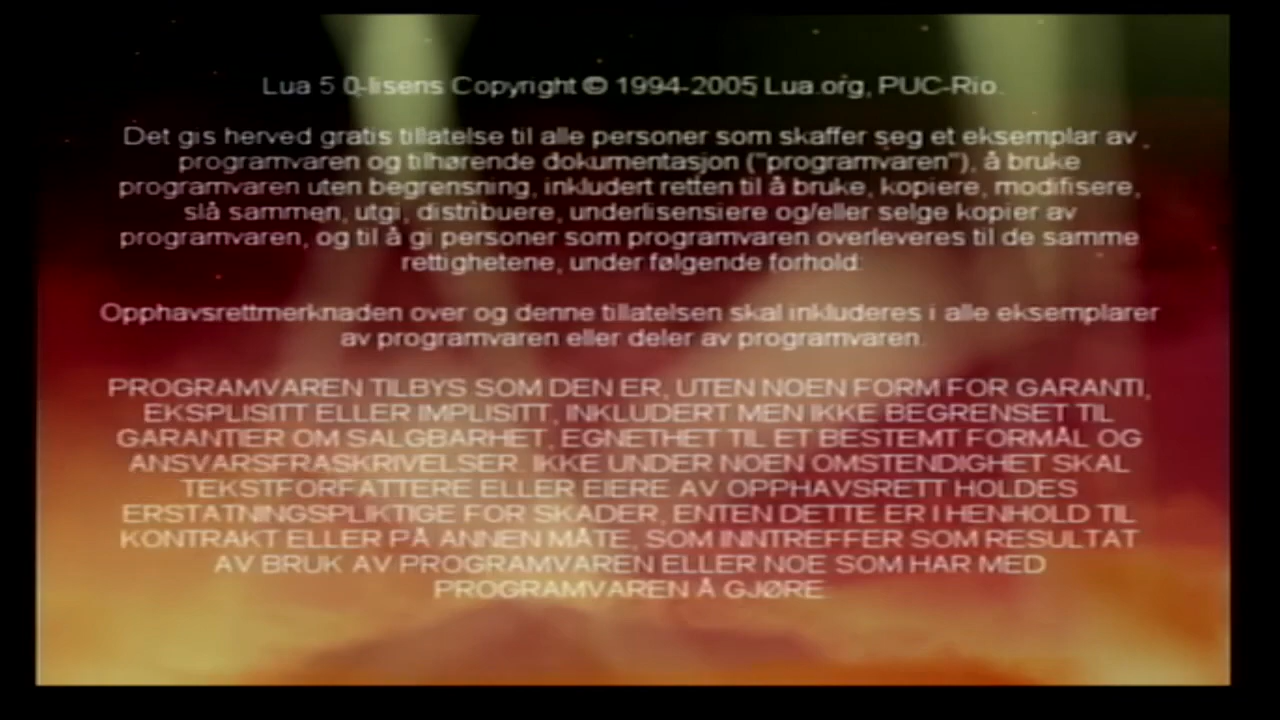 Lua 5.0-lisens Copyright © 1994-2005 Lua.org, PUC-Rio.
Det gis herved gratis tillatelse til alle personer som skaffer seg et eksemplar av
programvaren og tilhørende dokumentasjon ("programvaren"), å bruke
programvaren uten begrensning, inkludert retten til å bruke, kopiere, modifisere,
slå sammen, utgi, distribuere, underlisensiere og/eller selge kopier av
programvaren, og til å gi personer som programvaren overleveres til de samme
rettighetene, under følgende forhold:
Opphavsrettmerknaden over og denne tillatelsen skal inkluderes i alle eksemplarer
av programvaren eller deler av programvaren.
PROGRAMVAREN TILBYS SOM DEN ER, UTEN NOEN FORM FOR GARANTI,
EKSPLISITT ELLER IMPLISITT, INKLUDERT MEN IKKE BEGRENSET TIL
GARANTIER OM SALGBARHET, EGNETHET TIL ET BESTEMT FORMÅL OG
ANSVARSFRASKRIVELSER. IKKE UNDER NOEN OMSTENDIGHET SKAL
TEKSTFORFATTERE ELLER EIERE AV OPPHAVSRETT HOLDES
ERSTATNINGSPLIKTIGE FOR SKADER, ENTEN DETTE ER I HENHOLD TIL
KONTRAKT ELLER PÅ ANNEN MÅTE, SOM INNTREFFER SOM RESULTAT
AV BRUK AV PROGRAMVAREN ELLER NOE SOM HAR MED
PROGRAMVAREN Å GJØRE.